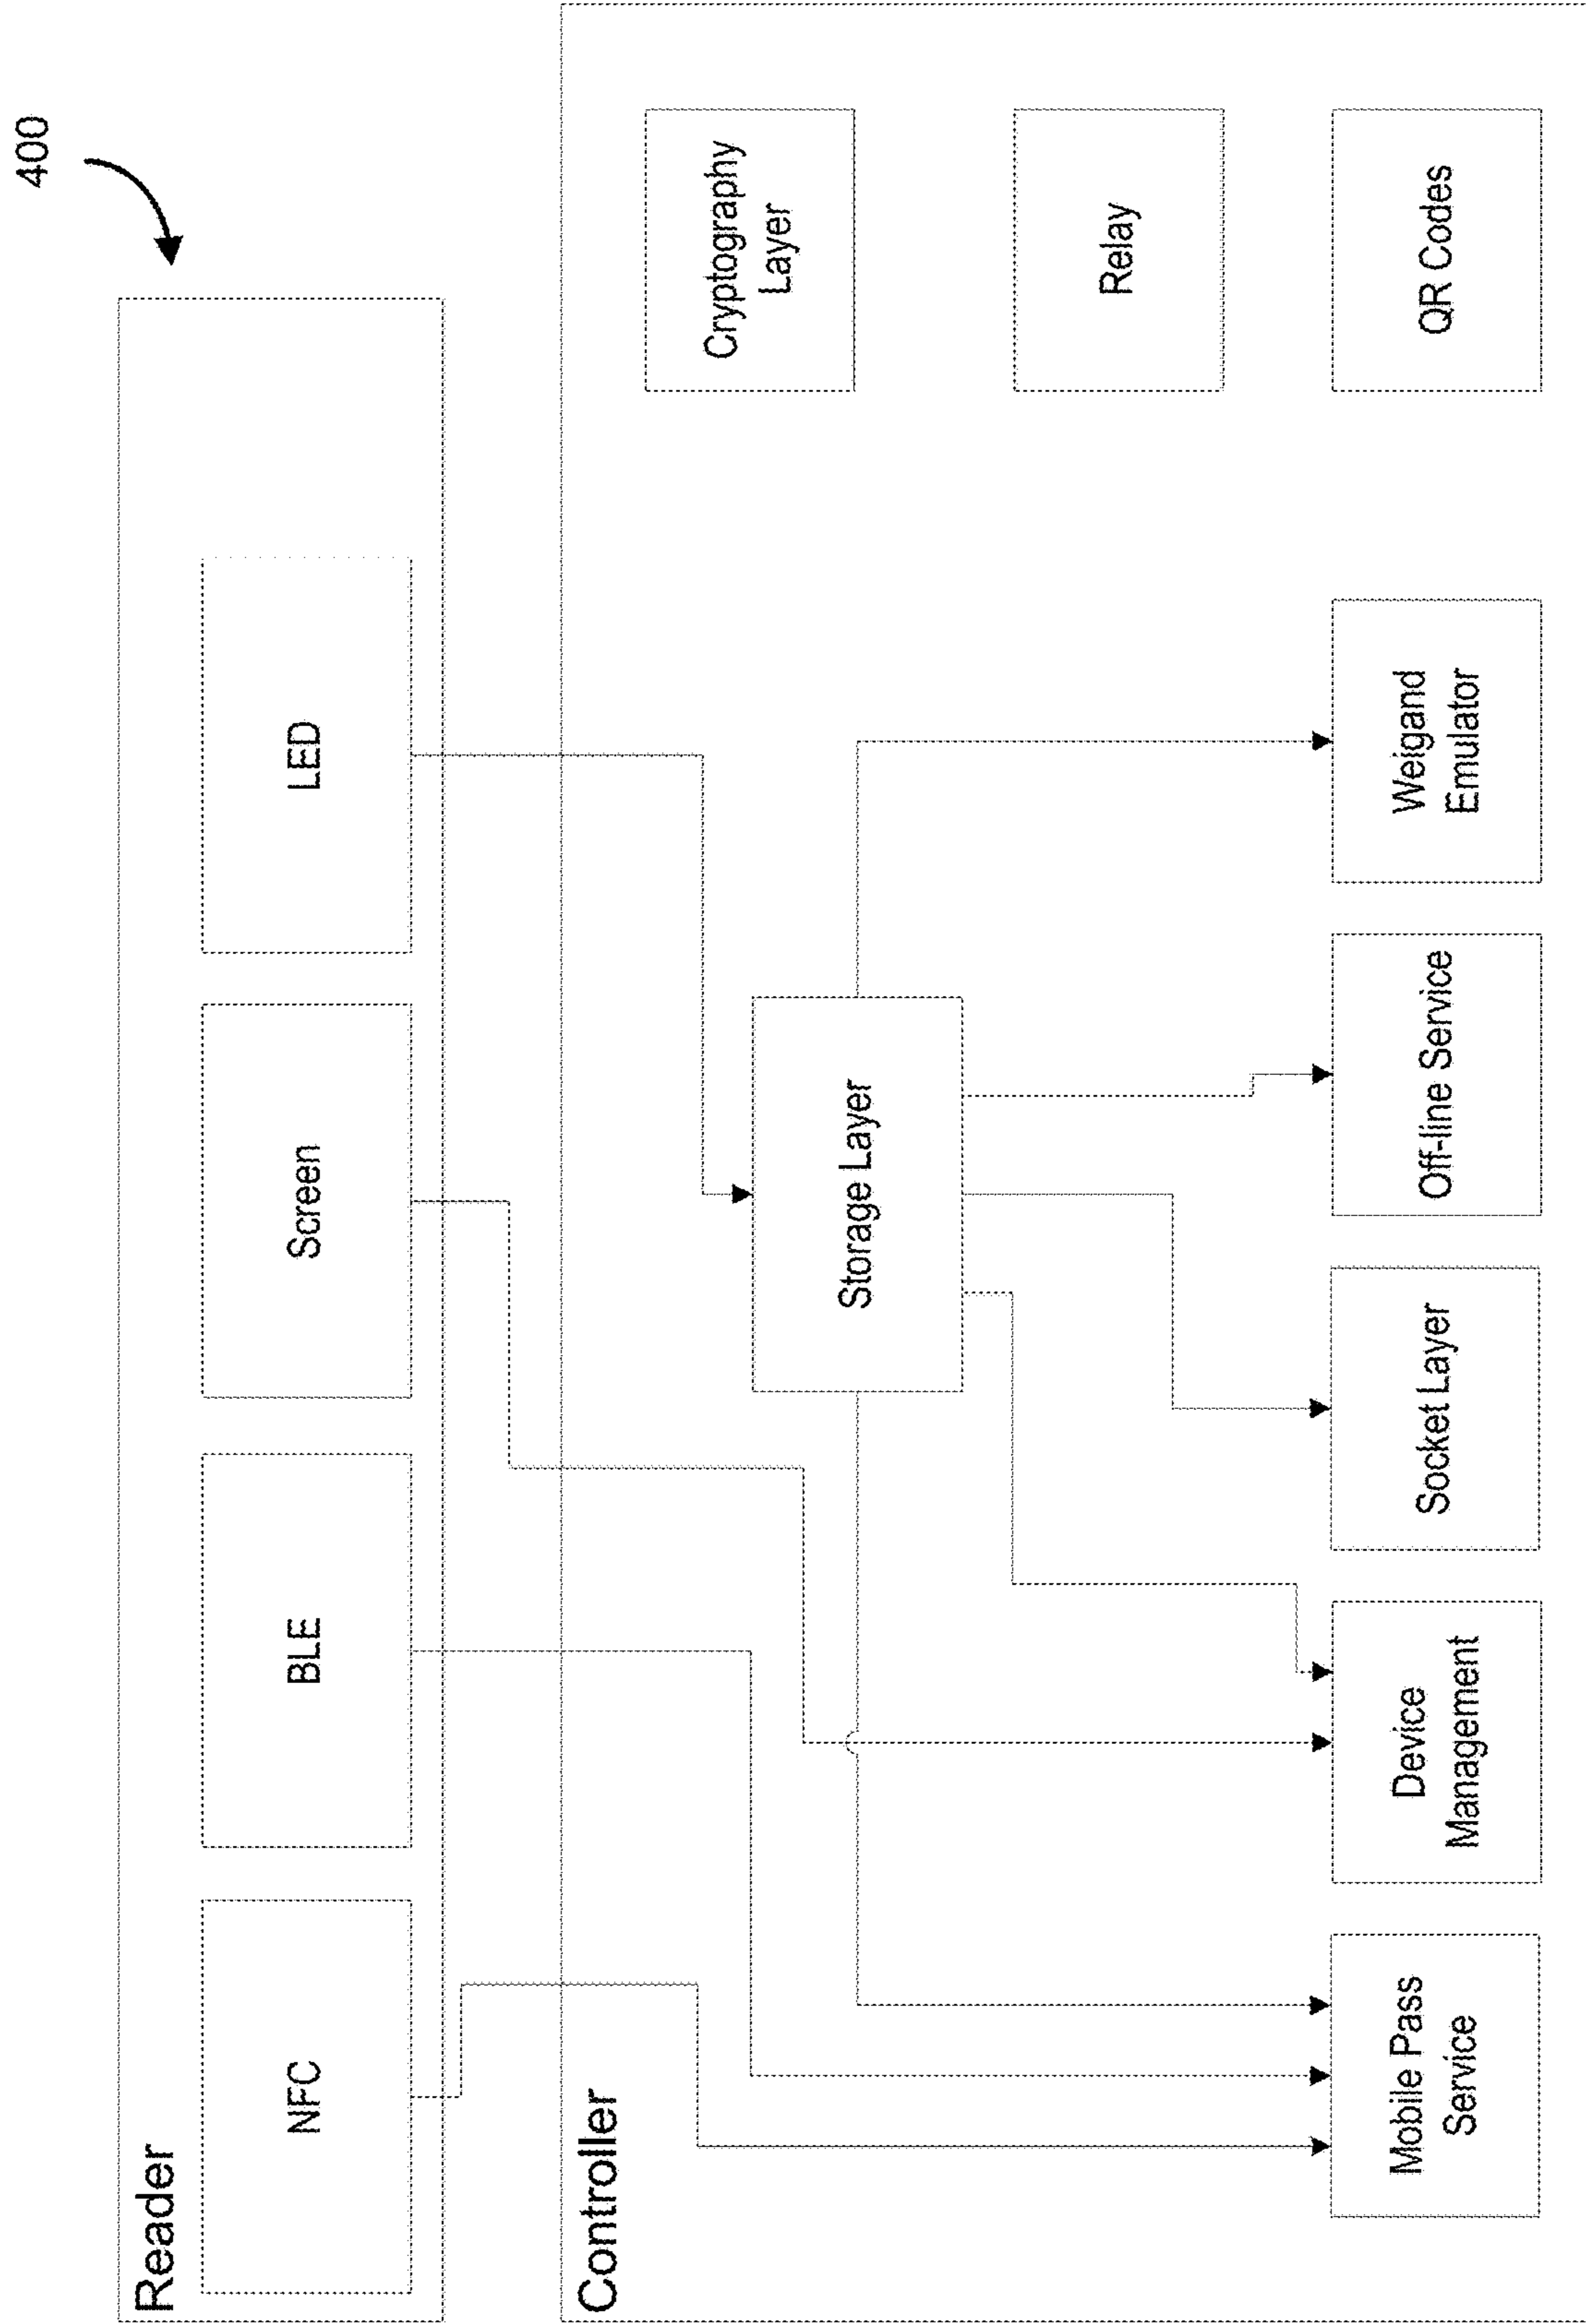 400
Reader
NFC
BLE
Screen
LED
Controller
Storage Layer
Cryptography
Layer
Relay
Mobile Pass
Service
Device
Management
Socket Layer
Off-line Service
Weigand
Emulator
QR Codes